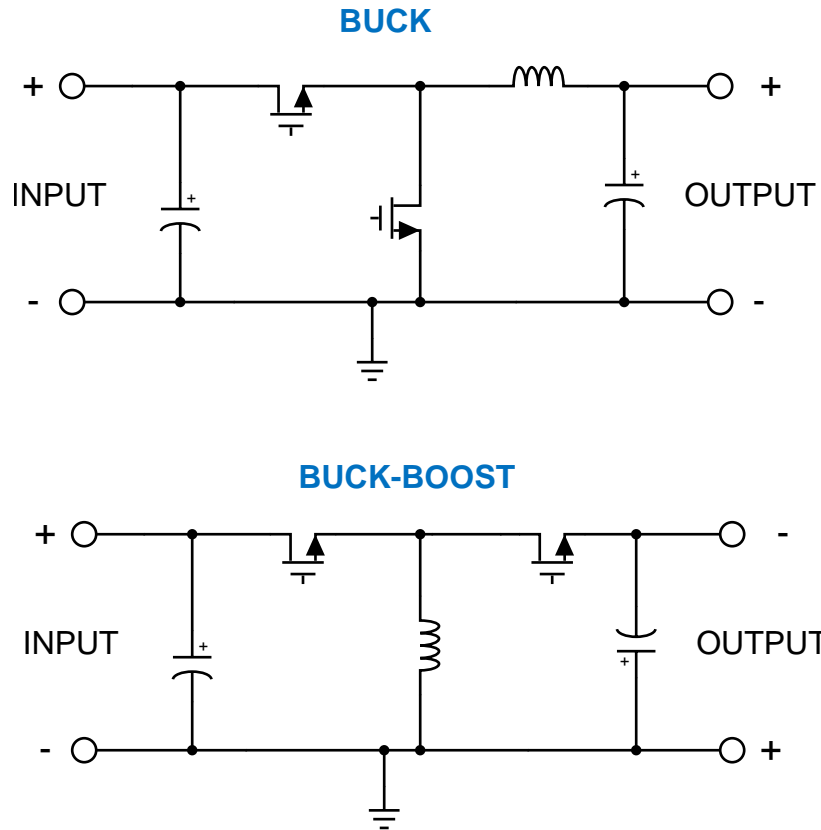 BUCK
+ +
+ +
INPUT OUTPUT
- -
BUCK-BOOST
+ -
+
INPUT OUTPUT
+
- +